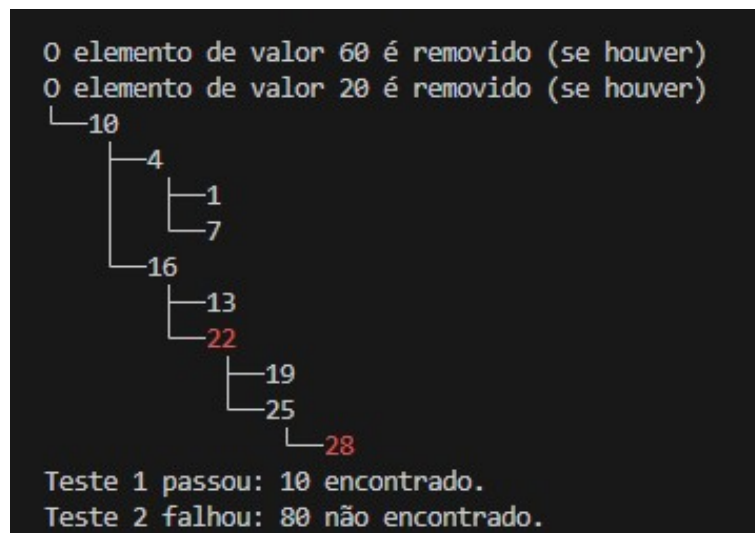 O elemento de valor 60 é removido (se houver)
O elemento de valor 20 é removido (se houver)
└──10
├──4
├──1
└──7
└──16
├──13
└──22
├──19
└──25
└──28
Teste 1 passou: 10 encontrado.
Teste 2 falhou: 80 não encontrado.